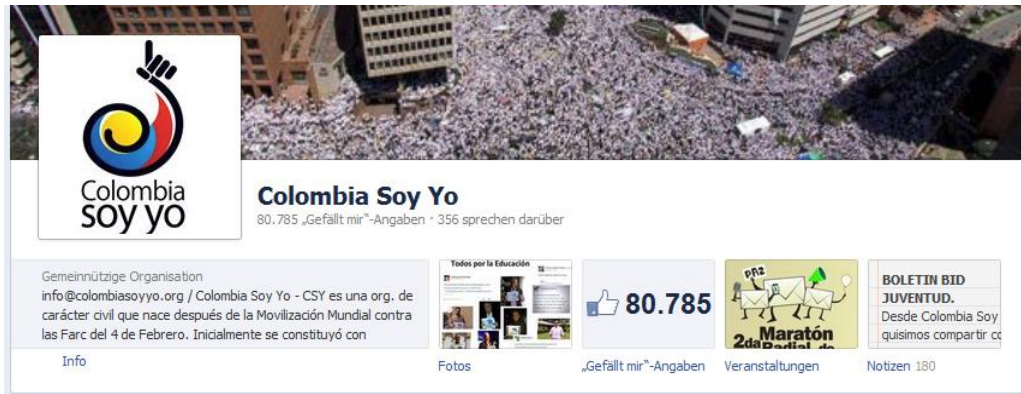 Colombia
soy yo
Colombia Soy Yo
80.785 „Gefällt mir“-Angaben · 356 sprechen darüber
Gemeinnützige Organisation
info@colombiasoyyo.org / Colombia Soy Yo - CSY es una org. de
carácter civil que nace después de la Movilización Mundial contra
las Farc del 4 de Febrero. Inicialmente se constituyó con
Info
Todos por la Educación
Fotos
80.785
„Gefällt mir“-Angaben
PAZ
2da Maratón
Radial de
Veranstaltungen
BOLETIN BID
JUVENTUD.
Desde Colombia Soy
quisimos compartir co
Notizen 180